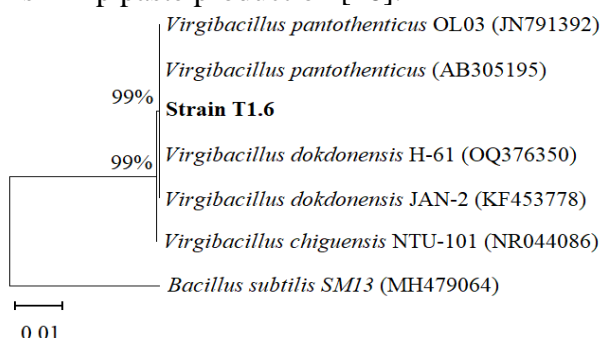 Virgibacillus pantothenticus OL03 (JN791392)
Virgibacillus pantothenticus (AB305195)
99%
Strain T1.6
99%
Virgibacillus dokdonensis H-61 (OQ376350)
Virgibacillus dokdonensis JAN-2 (KF453778)
Virgibacillus chiguensis NTU-101 (NR044086)
Bacillus subtilis SM13 (MH479064)
0.01